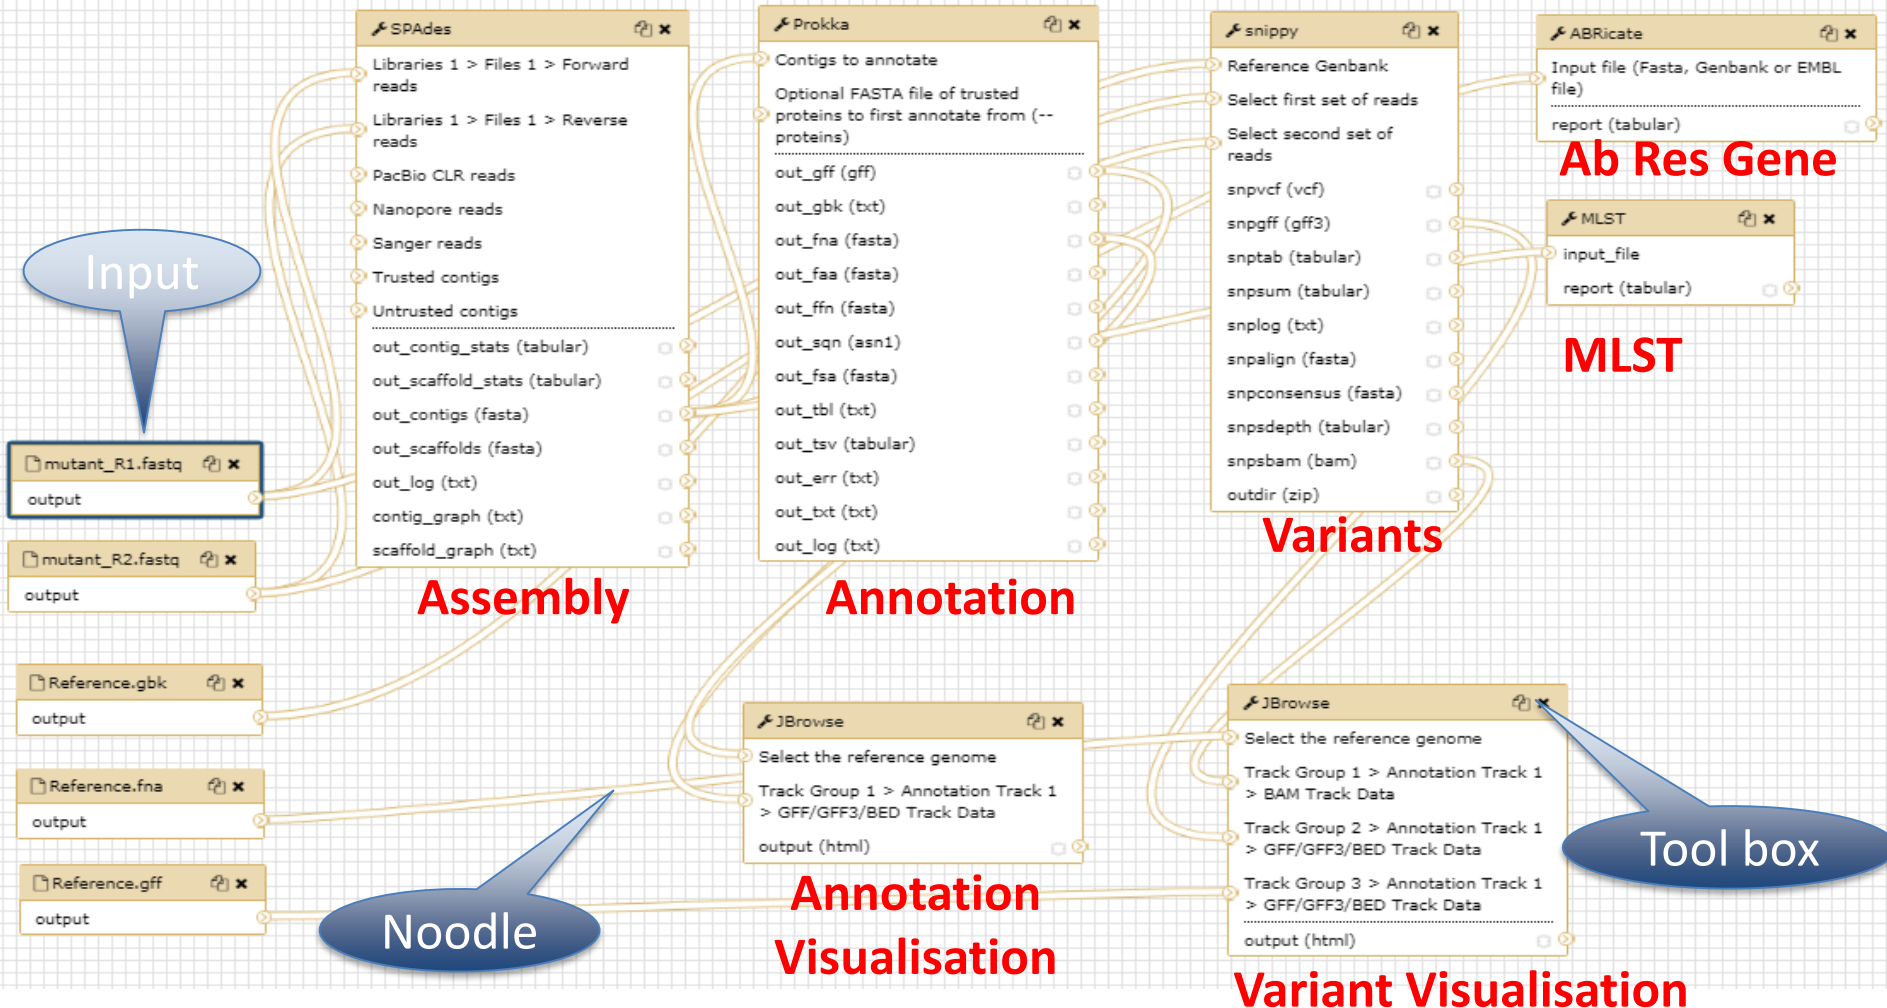 SPAdes
Libraries 1 > Files 1 > Forward
reads
Libraries 1 > Files 1 > Reverse
reads
PacBio CLR reads
Nanopore reads
Sanger reads
Trusted contigs
Untrusted contigs
out_contig_stats (tabular)
out_scaffold_stats (tabular)
out_contigs (fasta)
out_scaffolds (fasta)
out_log (txt)
contig_graph (txt)
scaffold_graph (txt)
Assembly
Prokka
Contigs to annotate
Optional FASTA file of trusted
proteins to first annotate from (--
proteins)
out_gff (gff)
out_gbk (txt)
out_fna (fasta)
out_faa (fasta)
out_ffn (fasta)
out_sqn (asn1)
out_fsa (fasta)
out_tbl (txt)
out_tsv (tabular)
out_err (txt)
out_txt (txt)
out_log (txt)
Annotation
snippy
Reference Genbank
Select first set of reads
Select second set of
reads
snpvcf (vcf)
snpgff (gff3)
snptab (tabular)
snpsum (tabular)
snplog (txt)
snpalign (fasta)
snpconsensus (fasta)
snpsdepth (tabular)
snpsbam (bam)
outdir (zip)
Variants
ABRicate
Input file (Fasta, Genbank or EMBL
file)
report (tabular)
Ab Res Gene
MLST
input_file
report (tabular)
MLST
Input
mutant_R1.fastq
output
mutant_R2.fastq
output
Reference.gbk
output
Reference.fna
output
Reference.gff
output
Noodle
JBrowse
Select the reference genome
Track Group 1 > Annotation Track 1
> GFF/GFF3/BED Track Data
output (html)
Annotation
Visualisation
JBrowse
Select the reference genome
Track Group 1 > Annotation Track 1
> BAM Track Data
Track Group 2 > Annotation Track 1
> GFF/GFF3/BED Track Data
Track Group 3 > Annotation Track 1
> GFF/GFF3/BED Track Data
output (html)
Tool box
Variant Visualisation